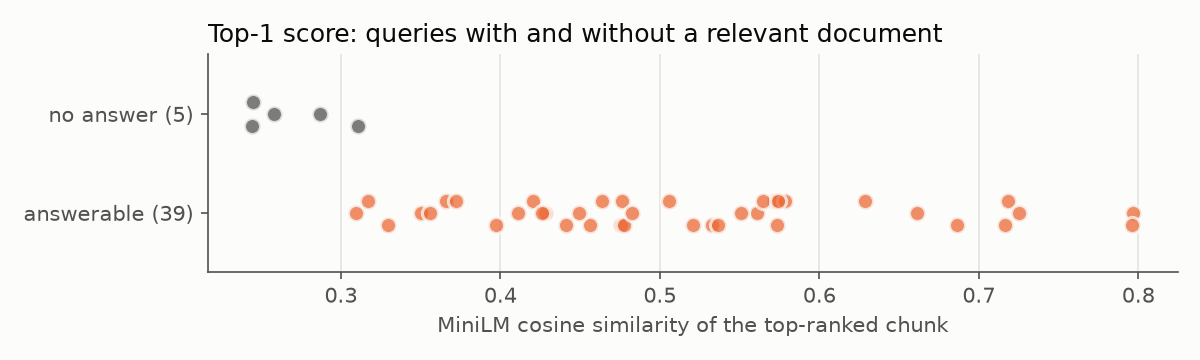 Top-1 score: queries with and without a relevant document
no answer (5)
answerable (39)
0.3 0.4 0.5 0.6 0.7 0.8
MiniLM cosine similarity of the top-ranked chunk